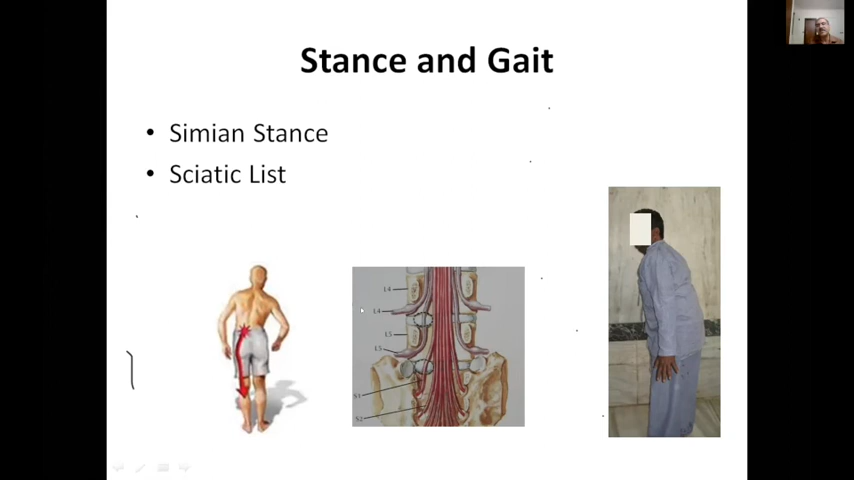 Stance and Gait
• Simian Stance
• Sciatic List
L4
L4
L5
L5
S1
S2